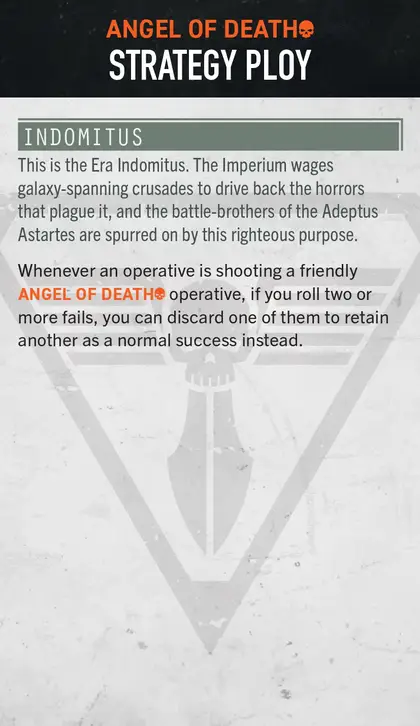 ANGEL OF DEATH
STRATEGY PLOY
INDOMITUS
This is the Era Indomitus. The Imperium wages
galaxy-spanning crusades to drive back the horrors
that plague it, and the battle-brothers of the Adeptus
Astartes are spurred on by this righteous purpose.
Whenever an operative is shooting a friendly
ANGEL OF DEATH operative, if you roll two or
more fails, you can discard one of them to retain
another as a normal success instead.